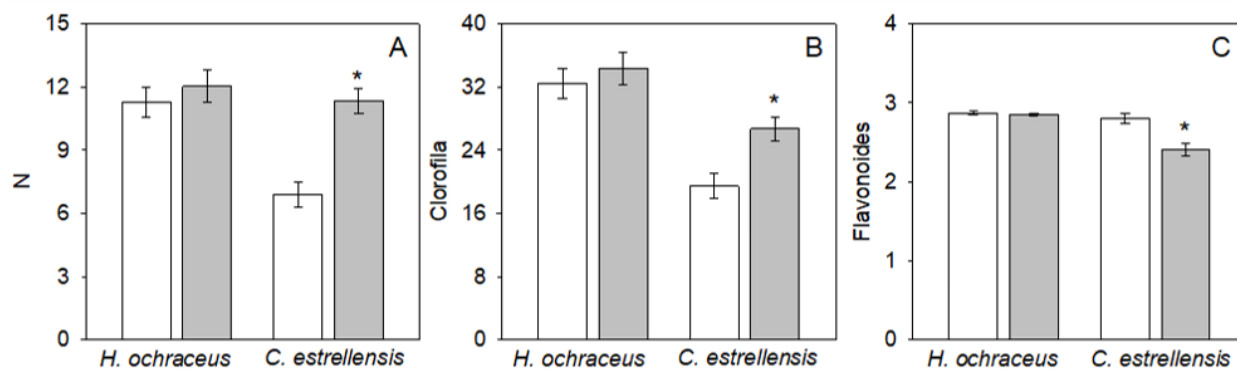 A
15
12
9
6
3
0
N
*
H. ochraceus C. estrellensis
B
40
32
24
16
8
0
Clorofila
*
H. ochraceus C. estrellensis
C
4
3
2
1
0
Flavonoides
*
H. ochraceus C. estrellensis